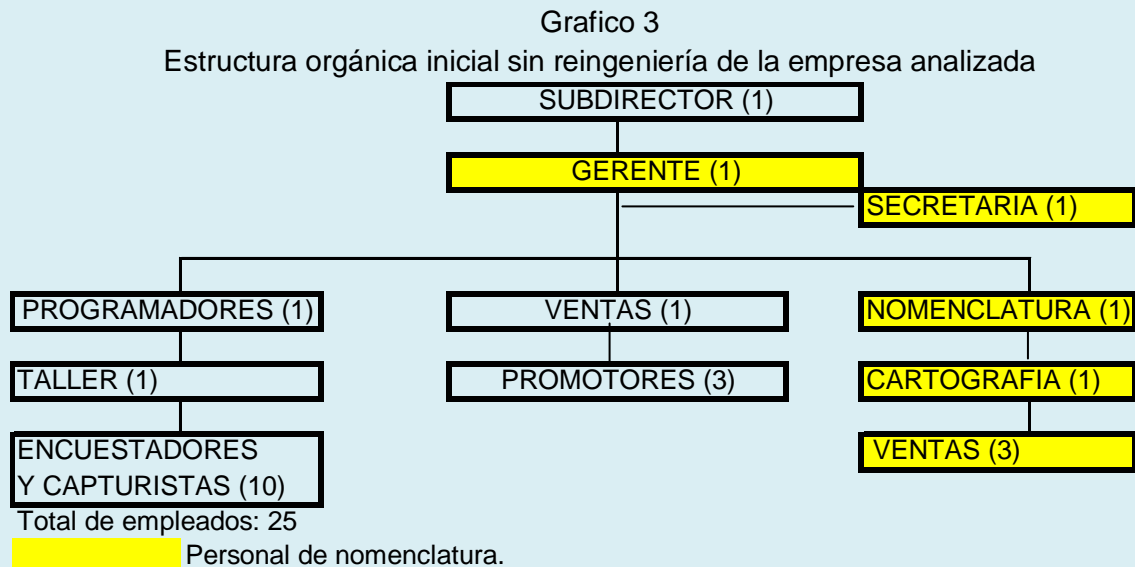 Grafico 3
Estructura orgánica inicial sin reingeniería de la empresa analizada
SUBDIRECTOR (1)
GERENTE (1)
SECRETARIA (1)
PROGRAMADORES (1)
VENTAS (1)
NOMENCLATURA (1)
TALLER (1)
PROMOTORES (3)
CARTOGRAFIA (1)
ENCUESTADORES
Y CAPTURISTAS (10)
VENTAS (3)
Total de empleados: 25
Personal de nomenclatura.